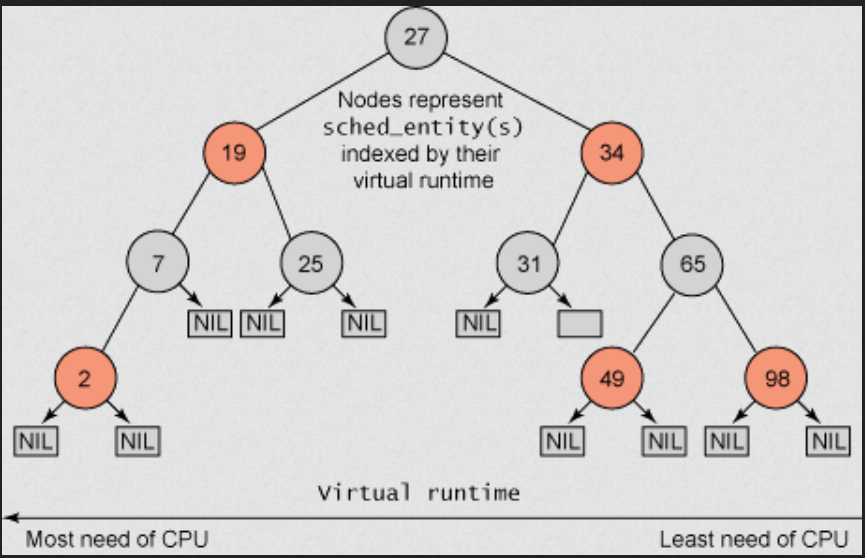 27
Nodes represent
sched_entity(s)
indexed by their
virtual runtime
19
34
7
25
31
65
NIL
NIL
NIL
NIL
2
49
98
NIL
NIL
NIL
NIL
NIL
NIL
Virtual runtime
Most need of CPU
Least need of CPU